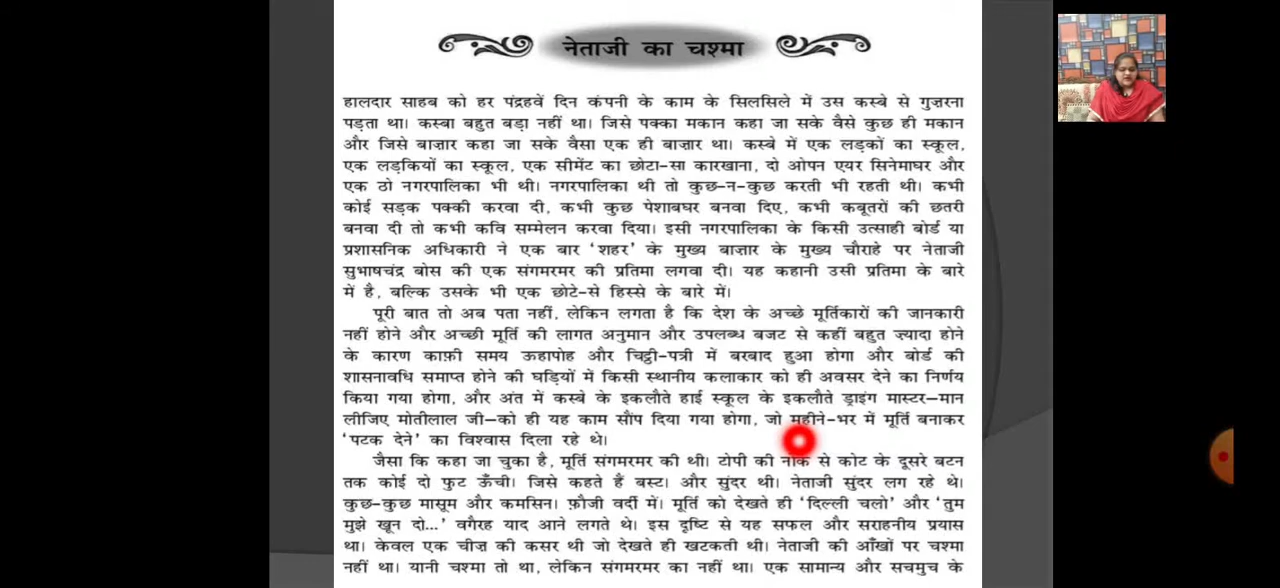 नेताजी का चश्मा
हालदार साहब को हर पंद्रहवें दिन कंपनी के काम के सिलसिले में उस कस्बे से गुज़रना
पड़ता था। कस्बा बहुत बड़ा नहीं था। जिसे पक्का मकान कहा जा सके वैसे कुछ ही मकान
और जिसे बाज़ार कहा जा सके वैसा एक ही बाज़ार था। कस्बे में एक लड़कों का स्कूल,
एक लड़कियों का स्कूल, एक सीमेंट का छोटा-सा कारखाना, दो ओपन एयर सिनेमाघर और
एक ठो नगरपालिका भी थी। नगरपालिका थी तो कुछ-न-कुछ करती भी रहती थी। कभी
कोई सड़क पक्की करवा दी, कभी कुछ पेशाबघर बनवा दिए, कभी कबूतरों की छतरी
बनवा दी तो कभी कवि सम्मेलन करवा दिया। इसी नगरपालिका के किसी उत्साही बोर्ड या
प्रशासनिक अधिकारी ने एक बार ‘शहर’ के मुख्य बाज़ार के मुख्य चौराहे पर नेताजी
सुभाषचंद्र बोस की एक संगमरमर की प्रतिमा लगवा दी। यह कहानी उसी प्रतिमा के बारे
में है, बल्कि उसके भी एक छोटे-से हिस्से के बारे में।
पूरी बात तो अब पता नहीं, लेकिन लगता है कि देश के अच्छे मूर्तिकारों की जानकारी
नहीं होने और अच्छी मूर्ति की लागत अनुमान और उपलब्ध बजट से कहीं बहुत ज़्यादा होने
के कारण काफ़ी समय ऊहापोह और चिट्ठी-पत्री में बरबाद हुआ होगा और बोर्ड की
शासनावधि समाप्त होने की घड़ियों में किसी स्थानीय कलाकार को ही अवसर देने का निर्णय
किया गया होगा, और अंत में कस्बे के इकलौते हाई स्कूल के इकलौते ड्राइंग मास्टर—मान
लीजिए मोतीलाल जी—को ही यह काम सौंप दिया गया होगा, जो महीने-भर में मूर्ति बनाकर
‘पटक देने’ का विश्वास दिला रहे थे।
जैसा कि कहा जा चुका है, मूर्ति संगमरमर की थी। टोपी की नोक से कोट के दूसरे बटन
तक कोई दो फुट ऊँची। जिसे कहते हैं बस्ट। और सुंदर थी। नेताजी सुंदर लग रहे थे।
कुछ-कुछ मासूम और कमसिन। फ़ौजी वर्दी में। मूर्ति को देखते ही ‘दिल्ली चलो’ और ‘तुम
मुझे खून दो...’ वगैरह याद आने लगते थे। इस दृष्टि से यह सफल और सराहनीय प्रयास
था। केवल एक चीज़ की कसर थी जो देखते ही खटकती थी। नेताजी की आँखों पर चश्मा
नहीं था। यानी चश्मा तो था, लेकिन संगमरमर का नहीं था। एक सामान्य और सचमुच के